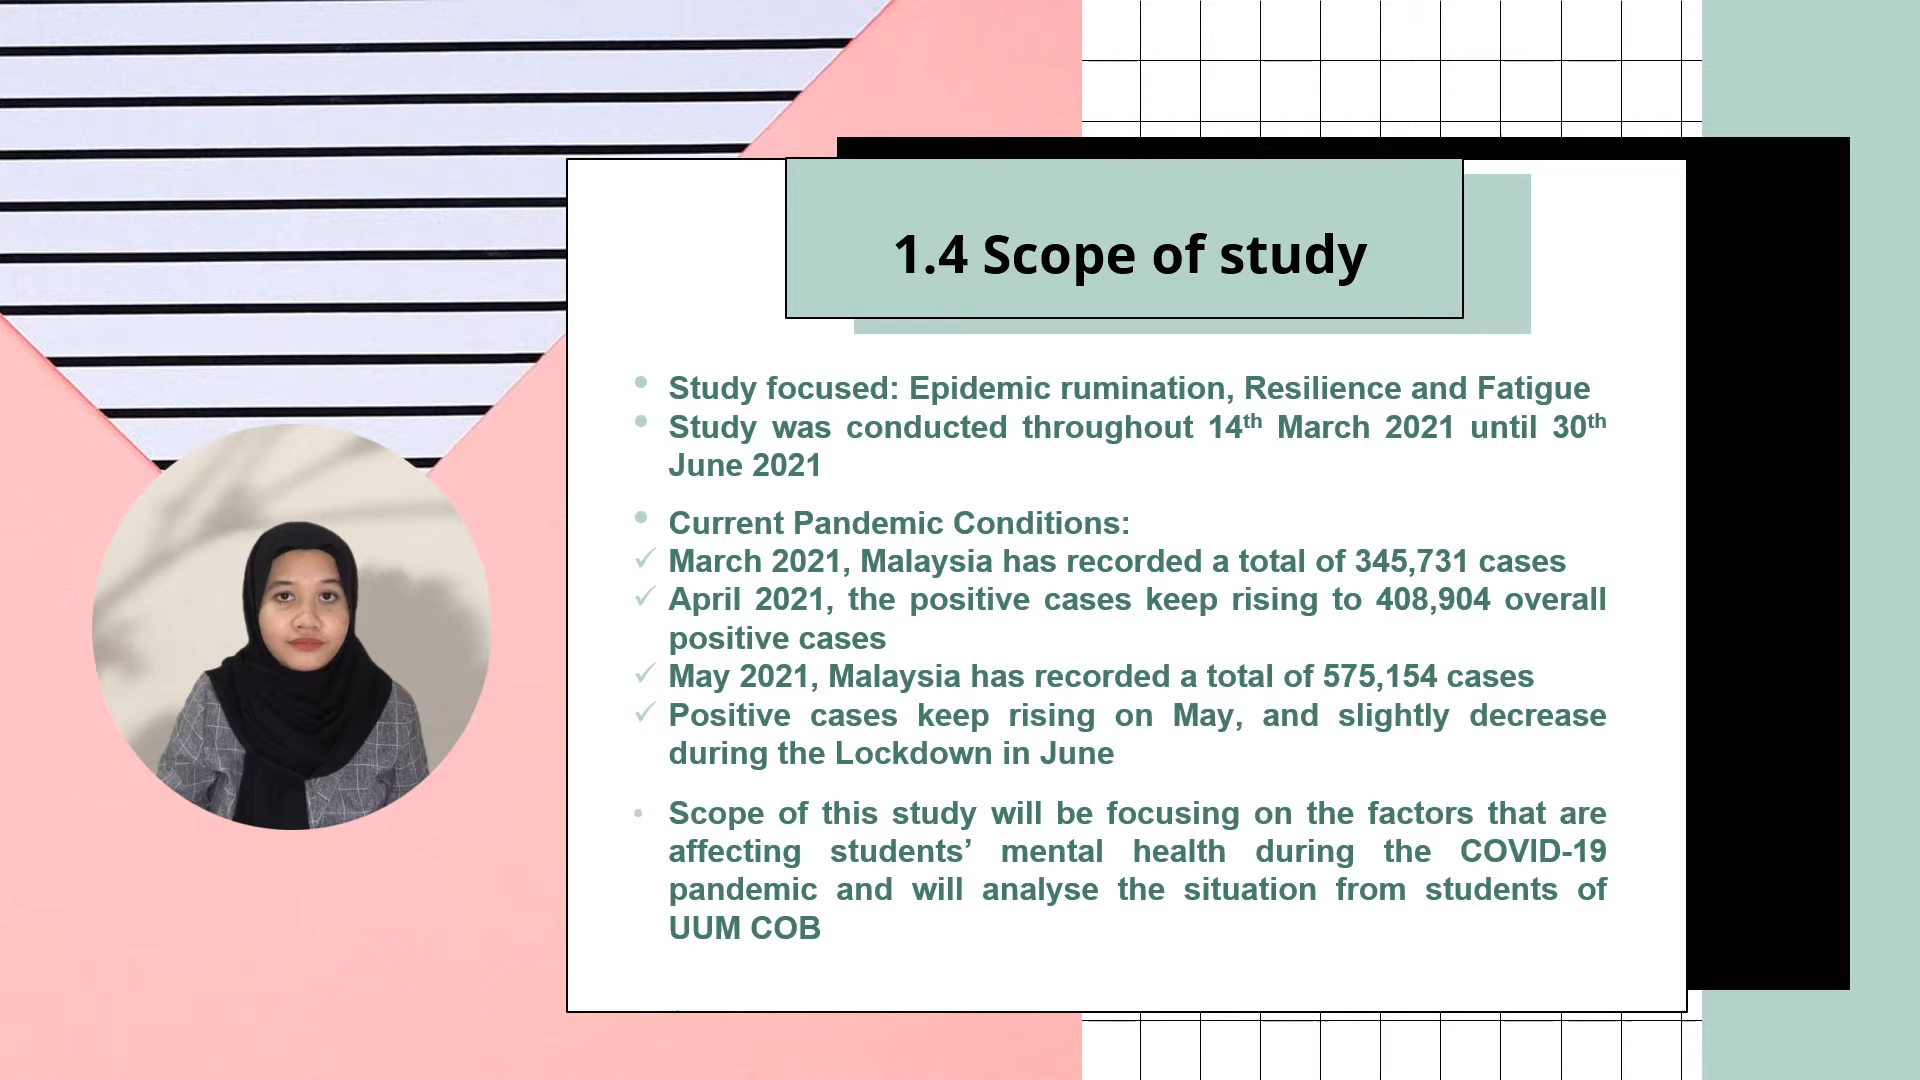 1.4 Scope of study
• Study focused: Epidemic rumination, Resilience and Fatigue
• Study was conducted throughout 14th March 2021 until 30th
June 2021
• Current Pandemic Conditions:
✓ March 2021, Malaysia has recorded a total of 345,731 cases
✓ April 2021, the positive cases keep rising to 408,904 overall
positive cases
✓ May 2021, Malaysia has recorded a total of 575,154 cases
✓ Positive cases keep rising on May, and slightly decrease
during the Lockdown in June
• Scope of this study will be focusing on the factors that are
affecting students’ mental health during the COVID-19
pandemic and will analyse the situation from students of
UUM COB